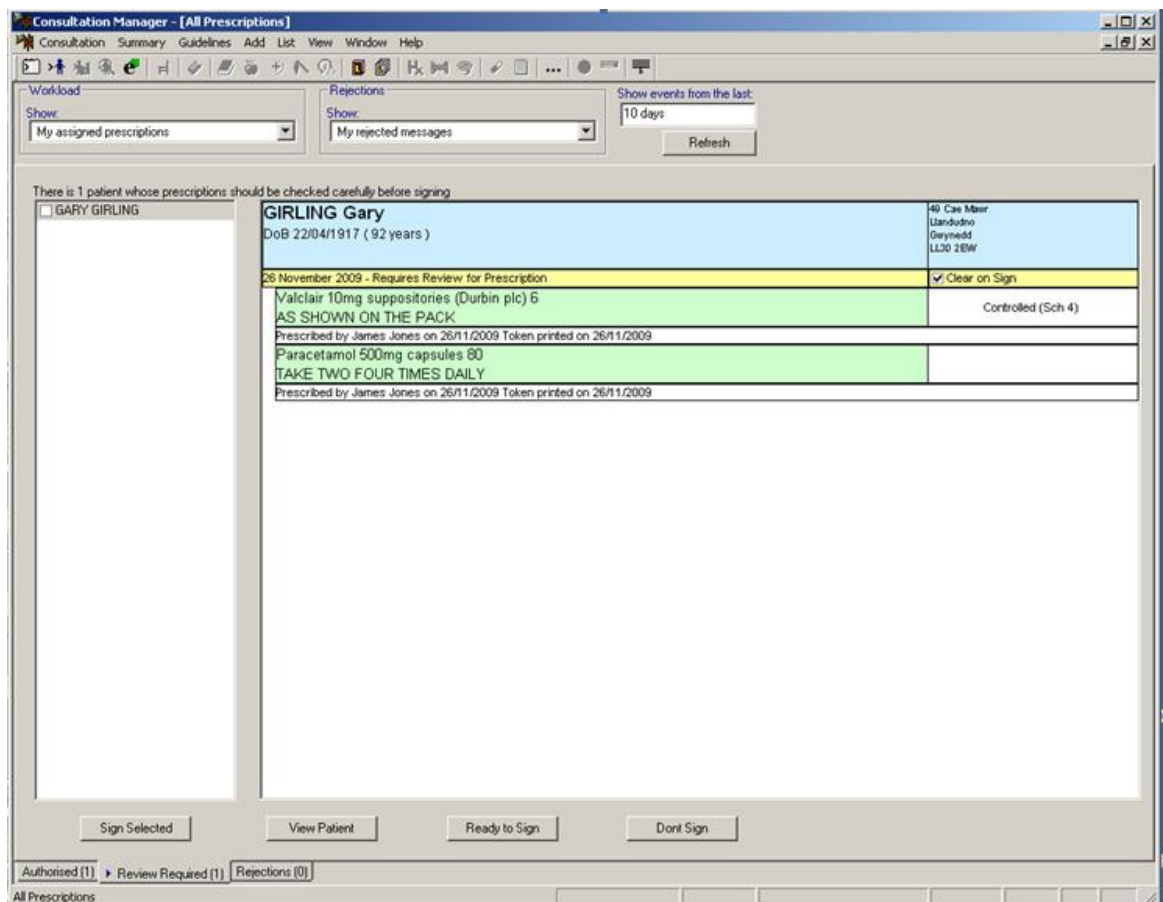 Consultation Manager - [All Prescriptions]
Consultation Summary Guidelines Add List View Window Help
Workload
Rejections
Show events from the last:
Show:
Show:
10 days
My assigned prescriptions
My rejected messages
Refresh
There is 1 patient whose prescriptions should be checked carefully before signing
GARY GIRLING
GIRLING Gary
DoB 22/04/1917 ( 92 years )
49 Cae Mawr
Llandudno
Gwynedd
LL30 2EW
26 November 2009 - Requires Review for Prescription
Clear on Sign
Valclair 10mg suppositories (Durbin plc) 6
AS SHOWN ON THE PACK
Controlled (Sch 4)
Prescribed by James Jones on 26/11/2009 Token printed on 26/11/2009
Paracetamol 500mg capsules 80
TAKE TWO FOUR TIMES DAILY
Prescribed by James Jones on 26/11/2009 Token printed on 26/11/2009
Sign Selected
View Patient
Ready to Sign
Dont Sign
Authorised (1)
Review Required (1)
Rejections (0)
All Prescriptions